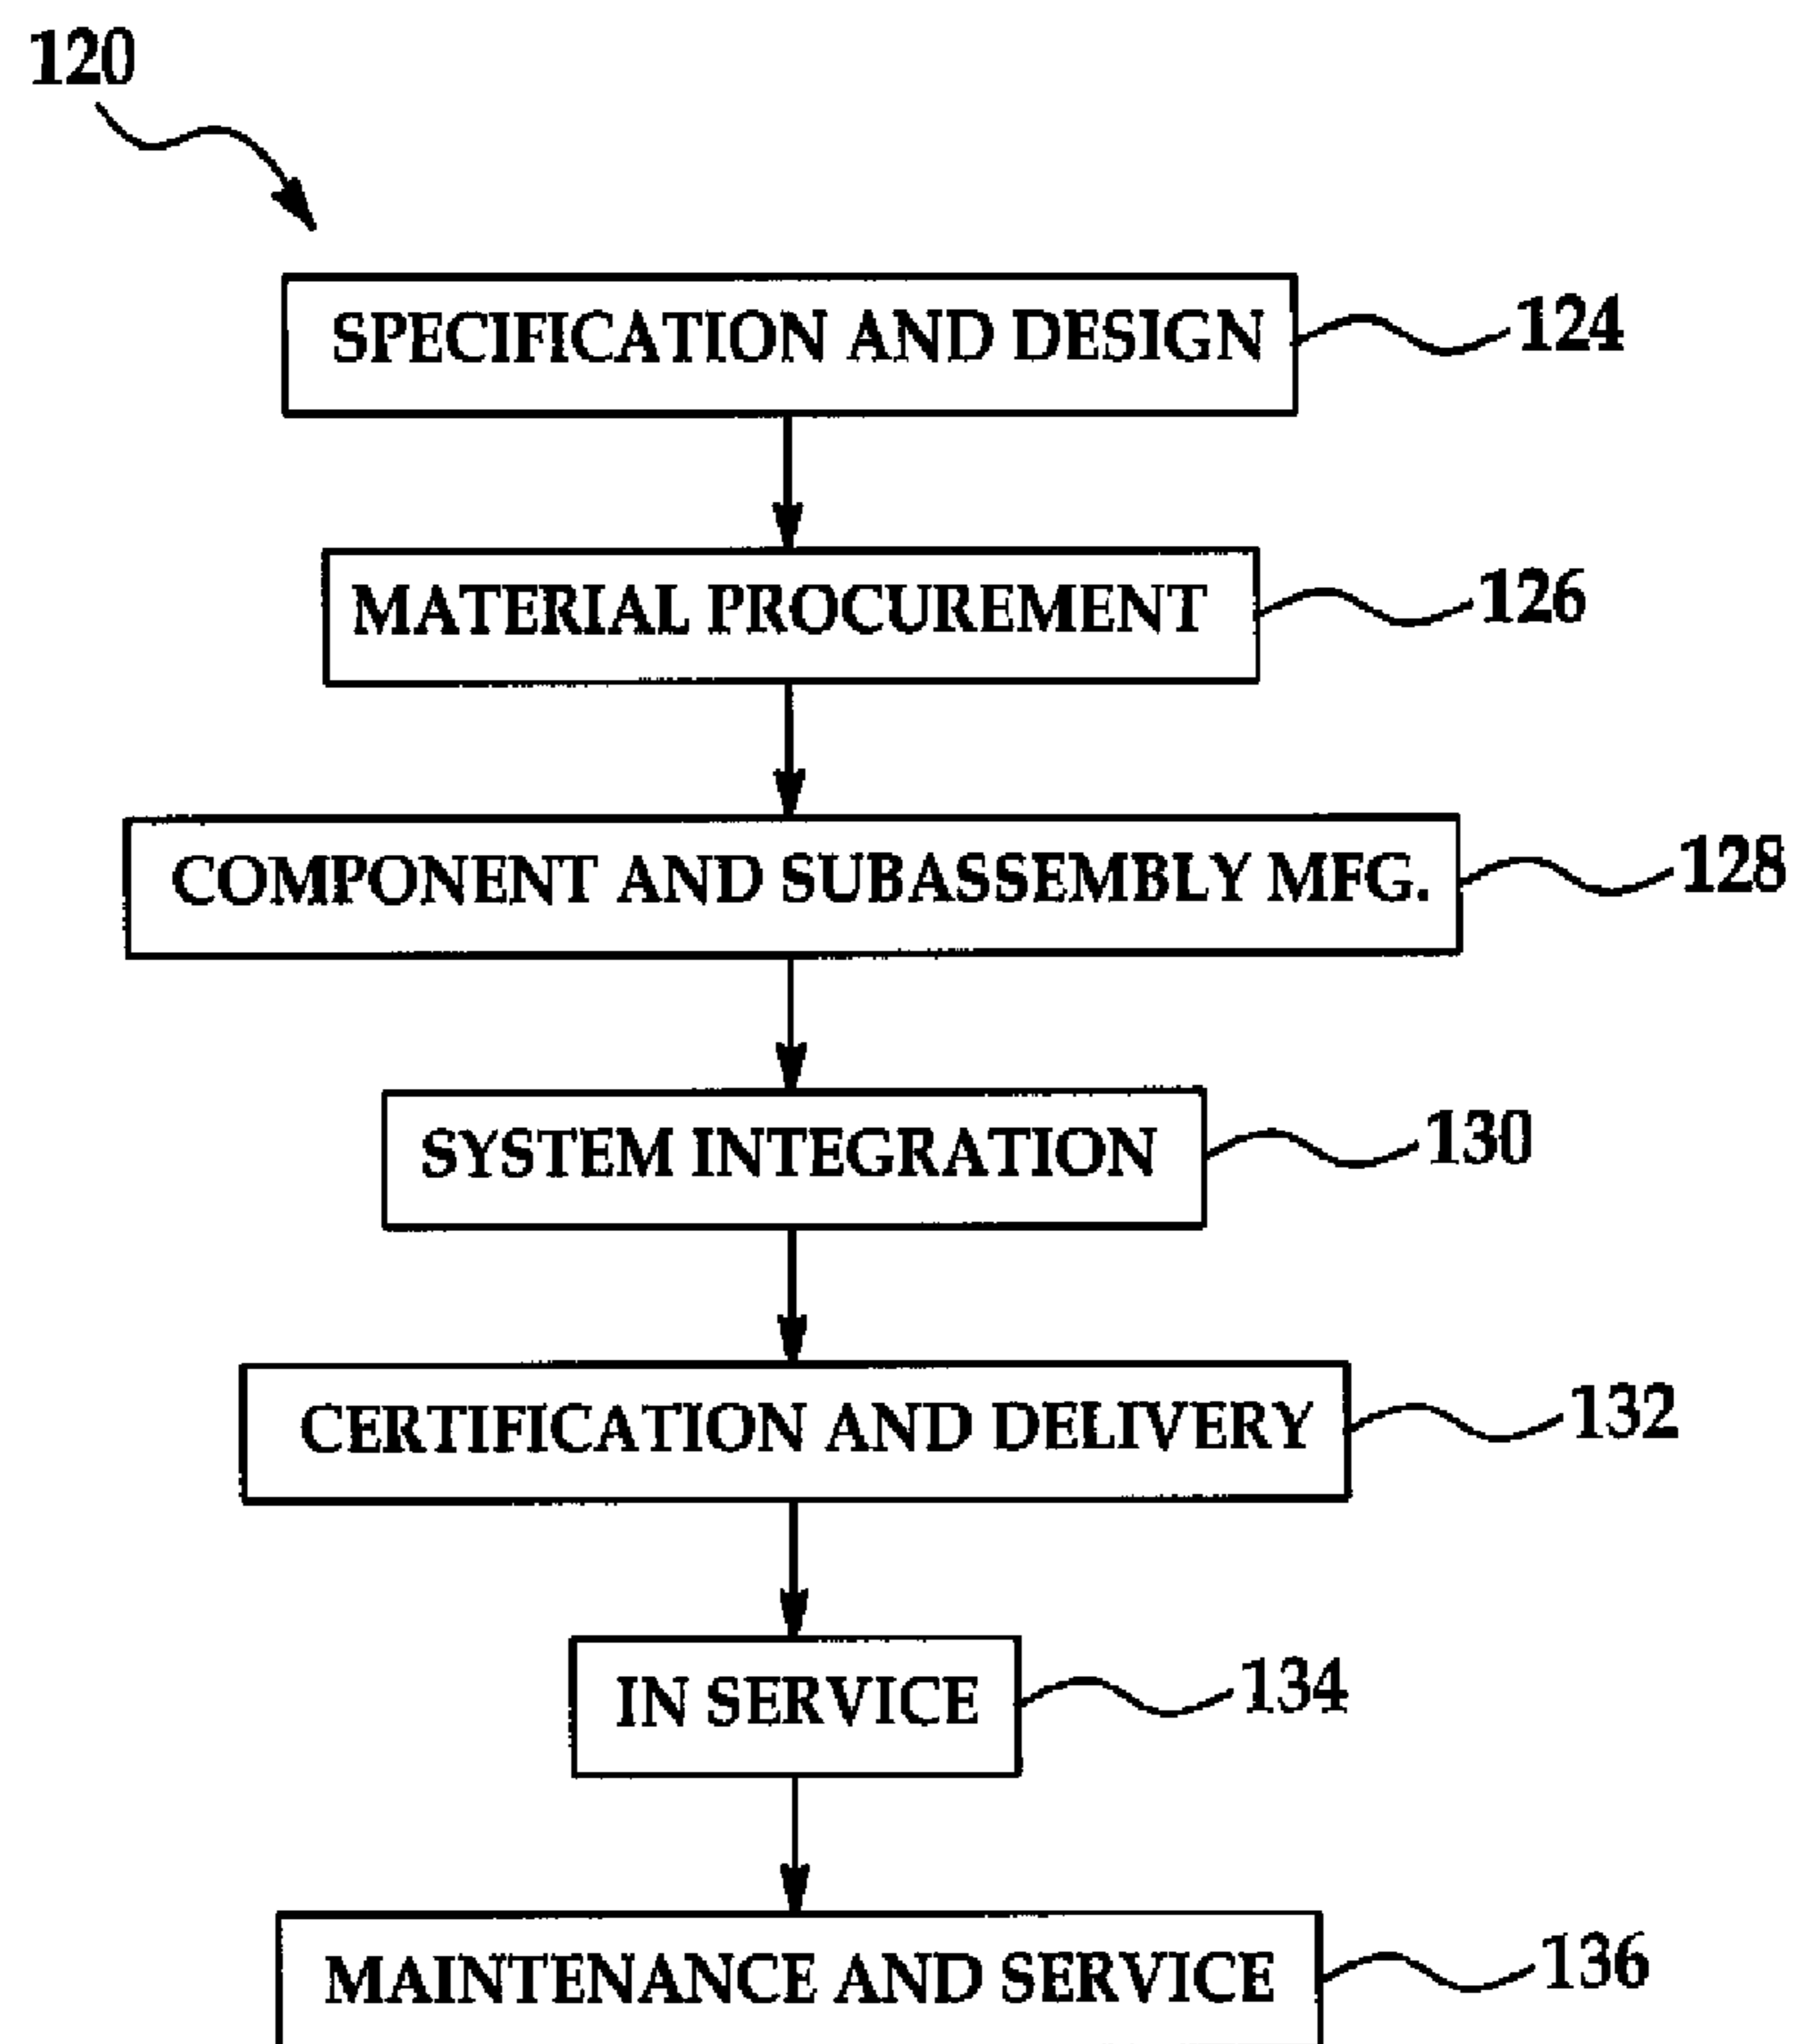 120
SPECIFICATION AND DESIGN 124
MATERIAL PROCUREMENT 126
COMPONENT AND SUBASSEMBLY MFG. 128
SYSTEM INTEGRATION 130
CERTIFICATION AND DELIVERY 132
IN SERVICE 134
MAINTENANCE AND SERVICE 136